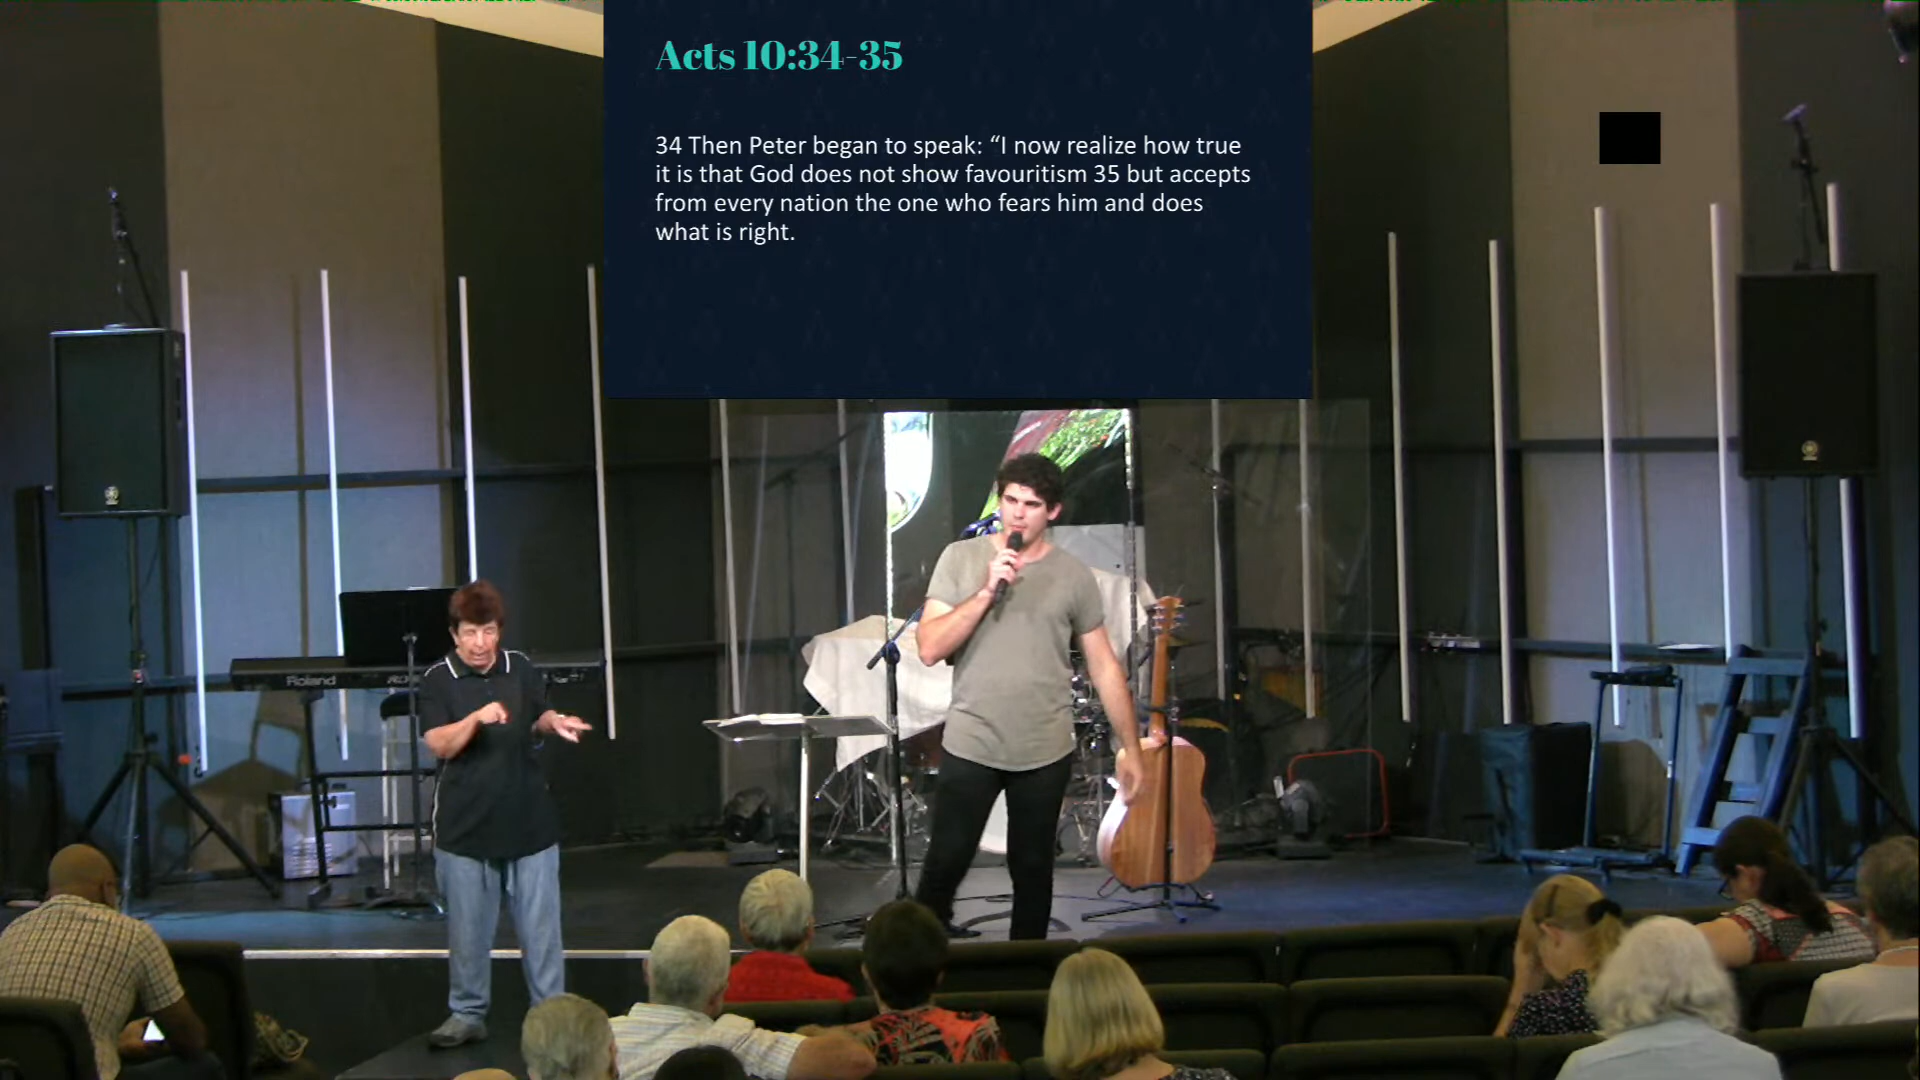 Acts 10:34-35
34 Then Peter began to speak: “I now realize how true
it is that God does not show favouritism 35 but accepts
from every nation the one who fears him and does
what is right.
Roland